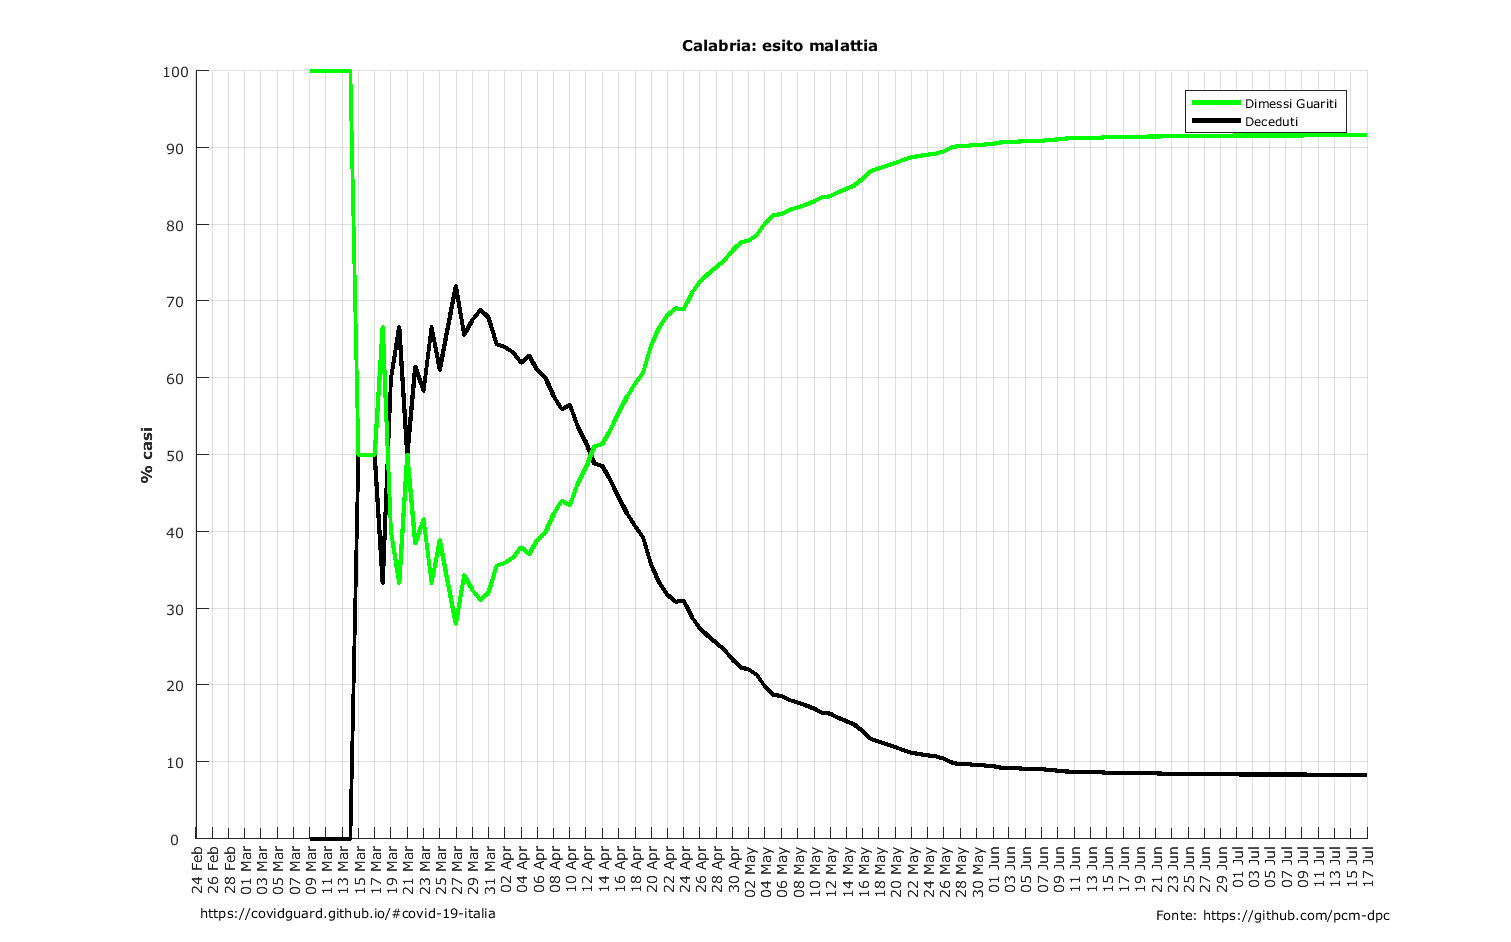 Calabria: esito malattia
Dimessi Guariti
Deceduti
% casi
100
90
80
70
60
50
40
30
20
10
0
24 Feb
26 Feb
28 Feb
01 Mar
03 Mar
05 Mar
07 Mar
09 Mar
11 Mar
13 Mar
15 Mar
17 Mar
19 Mar
21 Mar
23 Mar
25 Mar
27 Mar
29 Mar
31 Mar
02 Apr
04 Apr
06 Apr
08 Apr
10 Apr
12 Apr
14 Apr
16 Apr
18 Apr
20 Apr
22 Apr
24 Apr
26 Apr
28 Apr
30 Apr
02 May
04 May
06 May
08 May
10 May
12 May
14 May
16 May
18 May
20 May
22 May
24 May
26 May
28 May
30 May
01 Jun
03 Jun
05 Jun
07 Jun
09 Jun
11 Jun
13 Jun
15 Jun
17 Jun
19 Jun
21 Jun
23 Jun
25 Jun
27 Jun
29 Jun
01 Jul
03 Jul
05 Jul
07 Jul
09 Jul
11 Jul
13 Jul
15 Jul
17 Jul
https://covidguard.github.io/#covid-19-italia
Fonte: https://github.com/pcm-dpc